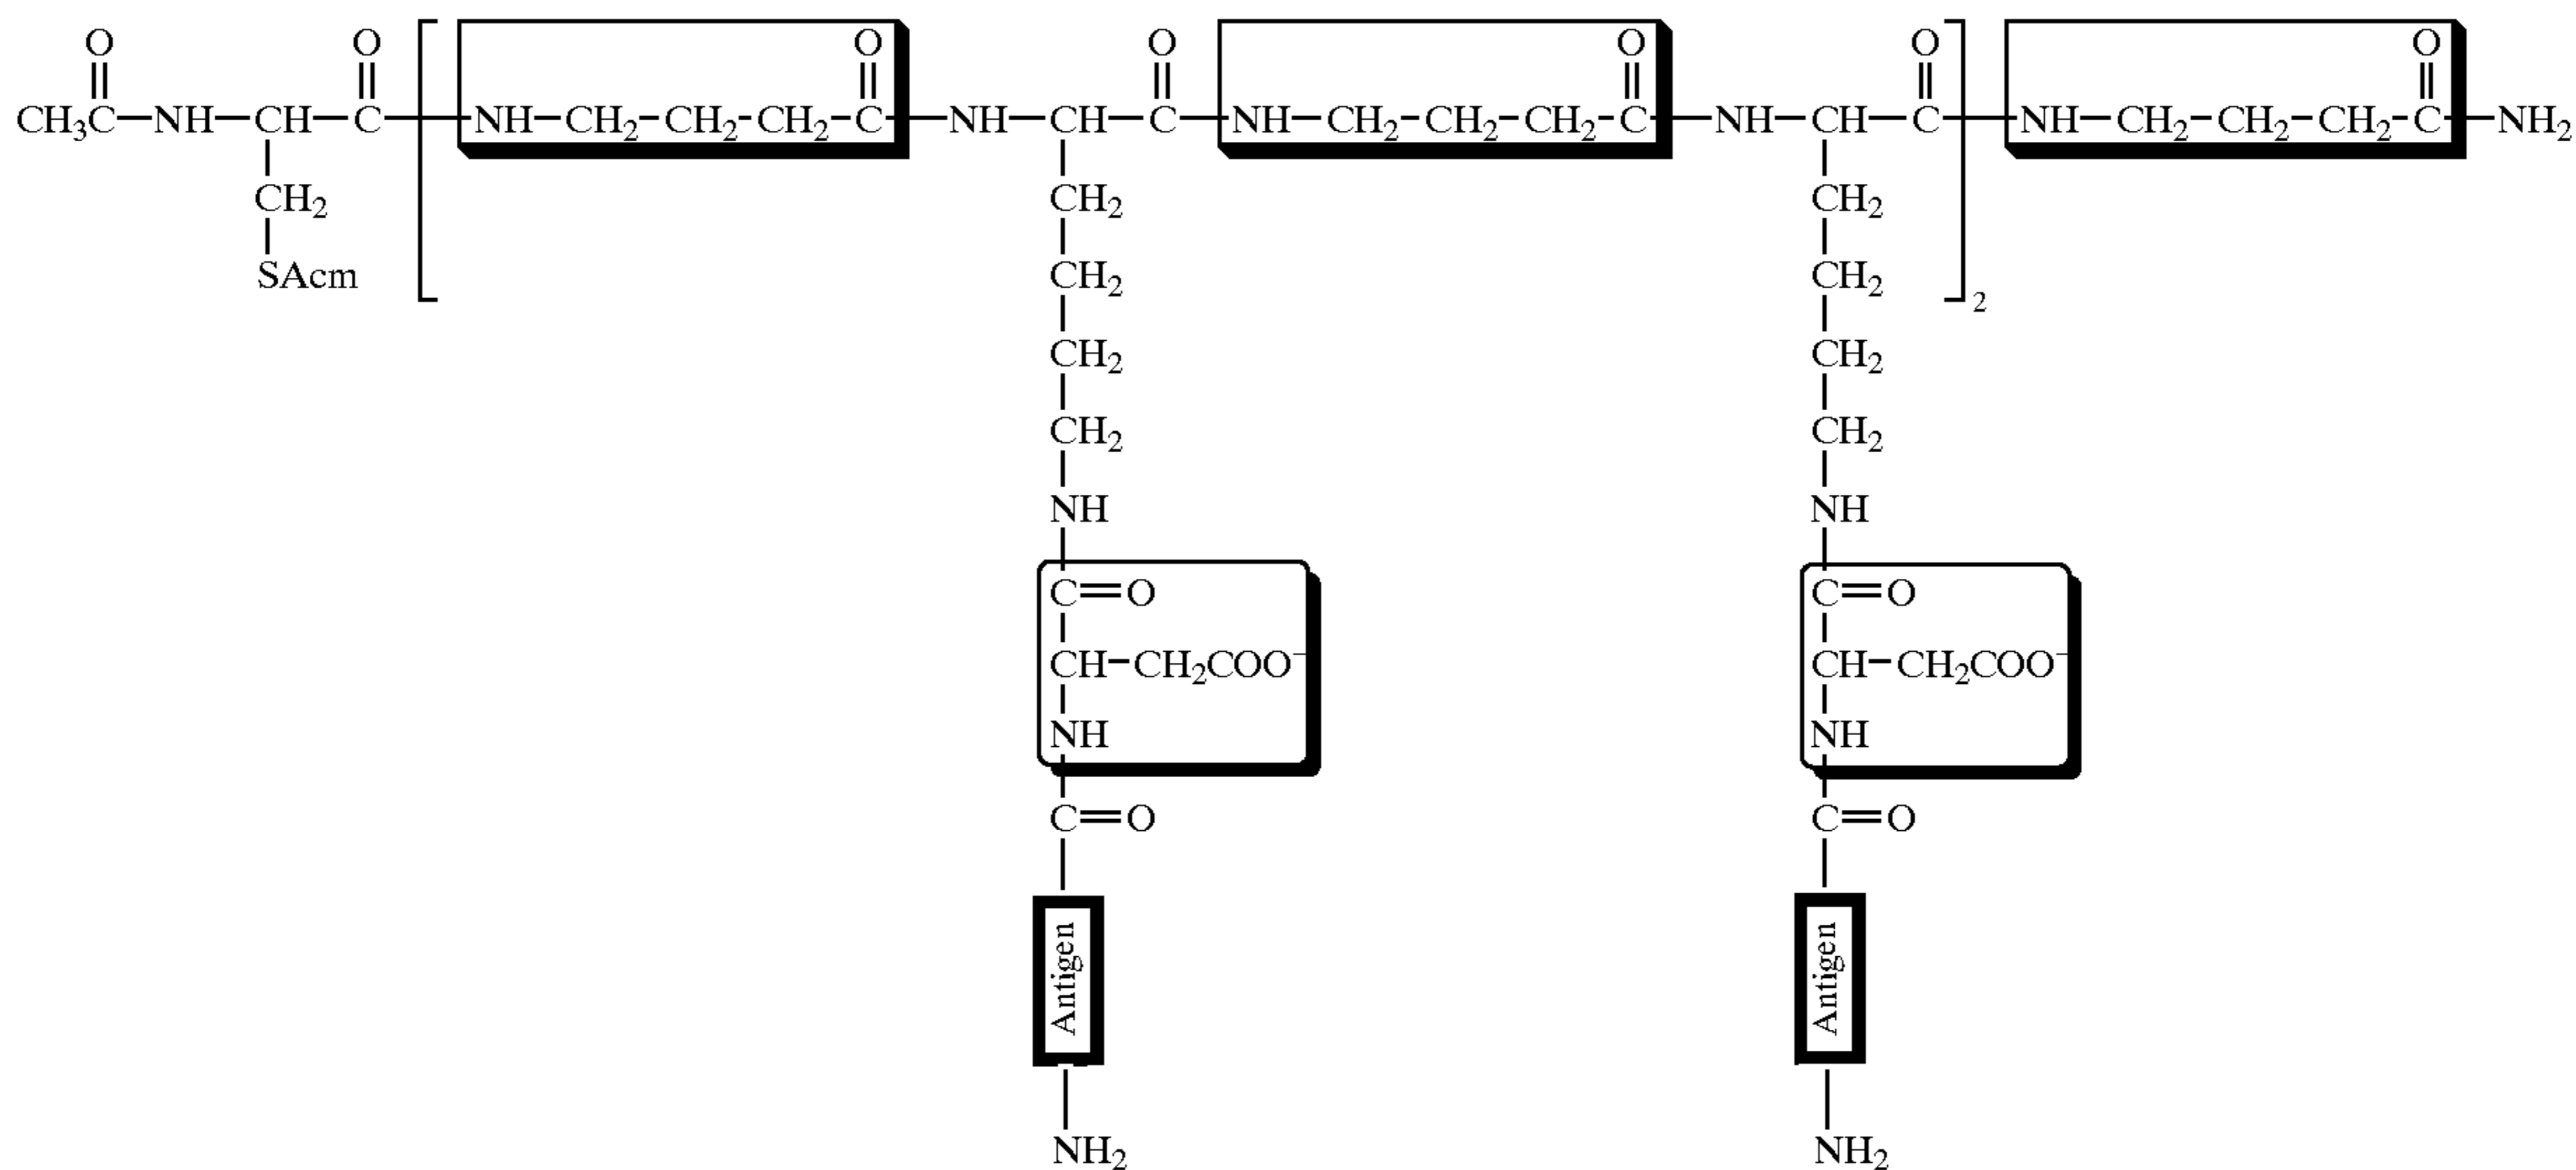 O O O O O O O O
CH₃C—NH—CH—C—NH—CH₂—CH₂—CH₂—C—NH—CH—C—NH—CH₂—CH₂—CH₂—C—NH—CH—C—NH—CH₂—CH₂—CH₂—C—NH₂
CH₂ CH₂ CH₂
SAcm CH₂ CH₂ 2
CH₂ CH₂
CH₂ CH₂
NH NH
C=O C=O
CH—CH₂COO⁻ CH—CH₂COO⁻
NH NH
C=O C=O
Antigen Antigen
NH₂ NH₂